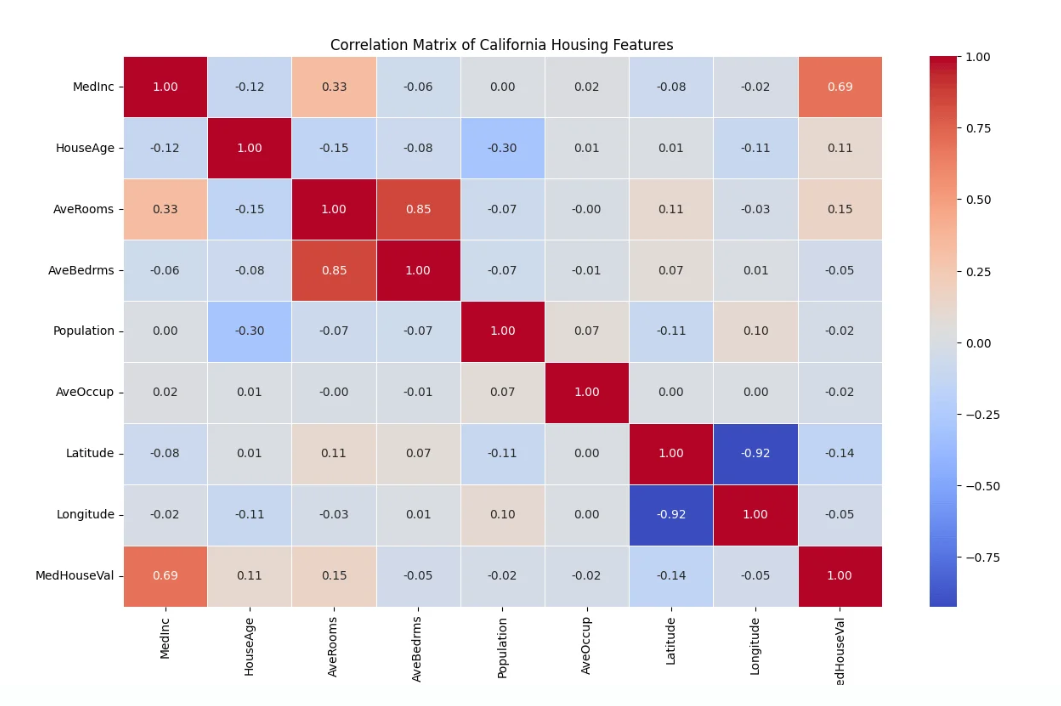 Correlation Matrix of California Housing Features
MedInc 1.00 -0.12 0.33 -0.06 0.00 0.02 -0.08 -0.02 0.69
HouseAge -0.12 1.00 -0.15 -0.08 -0.30 0.01 0.01 -0.11 0.11
AveRooms 0.33 -0.15 1.00 0.85 -0.07 -0.00 0.11 -0.03 0.15
AveBedrms -0.06 -0.08 0.85 1.00 -0.07 -0.01 0.07 0.01 -0.05
Population 0.00 -0.30 -0.07 -0.07 1.00 0.07 -0.11 0.10 -0.02
AveOccup 0.02 0.01 -0.00 -0.01 0.07 1.00 0.00 0.00 -0.02
Latitude -0.08 0.01 0.11 0.07 -0.11 0.00 1.00 -0.92 -0.14
Longitude -0.02 -0.11 -0.03 0.01 0.10 0.00 -0.92 1.00 -0.05
MedHouseVal 0.69 0.11 0.15 -0.05 -0.02 -0.02 -0.14 -0.05 1.00
MedInc HouseAge AveRooms AveBedrms Population AveOccup Latitude Longitude edHouseVal
1.00
0.75
0.50
0.25
0.00
−0.25
−0.50
−0.75